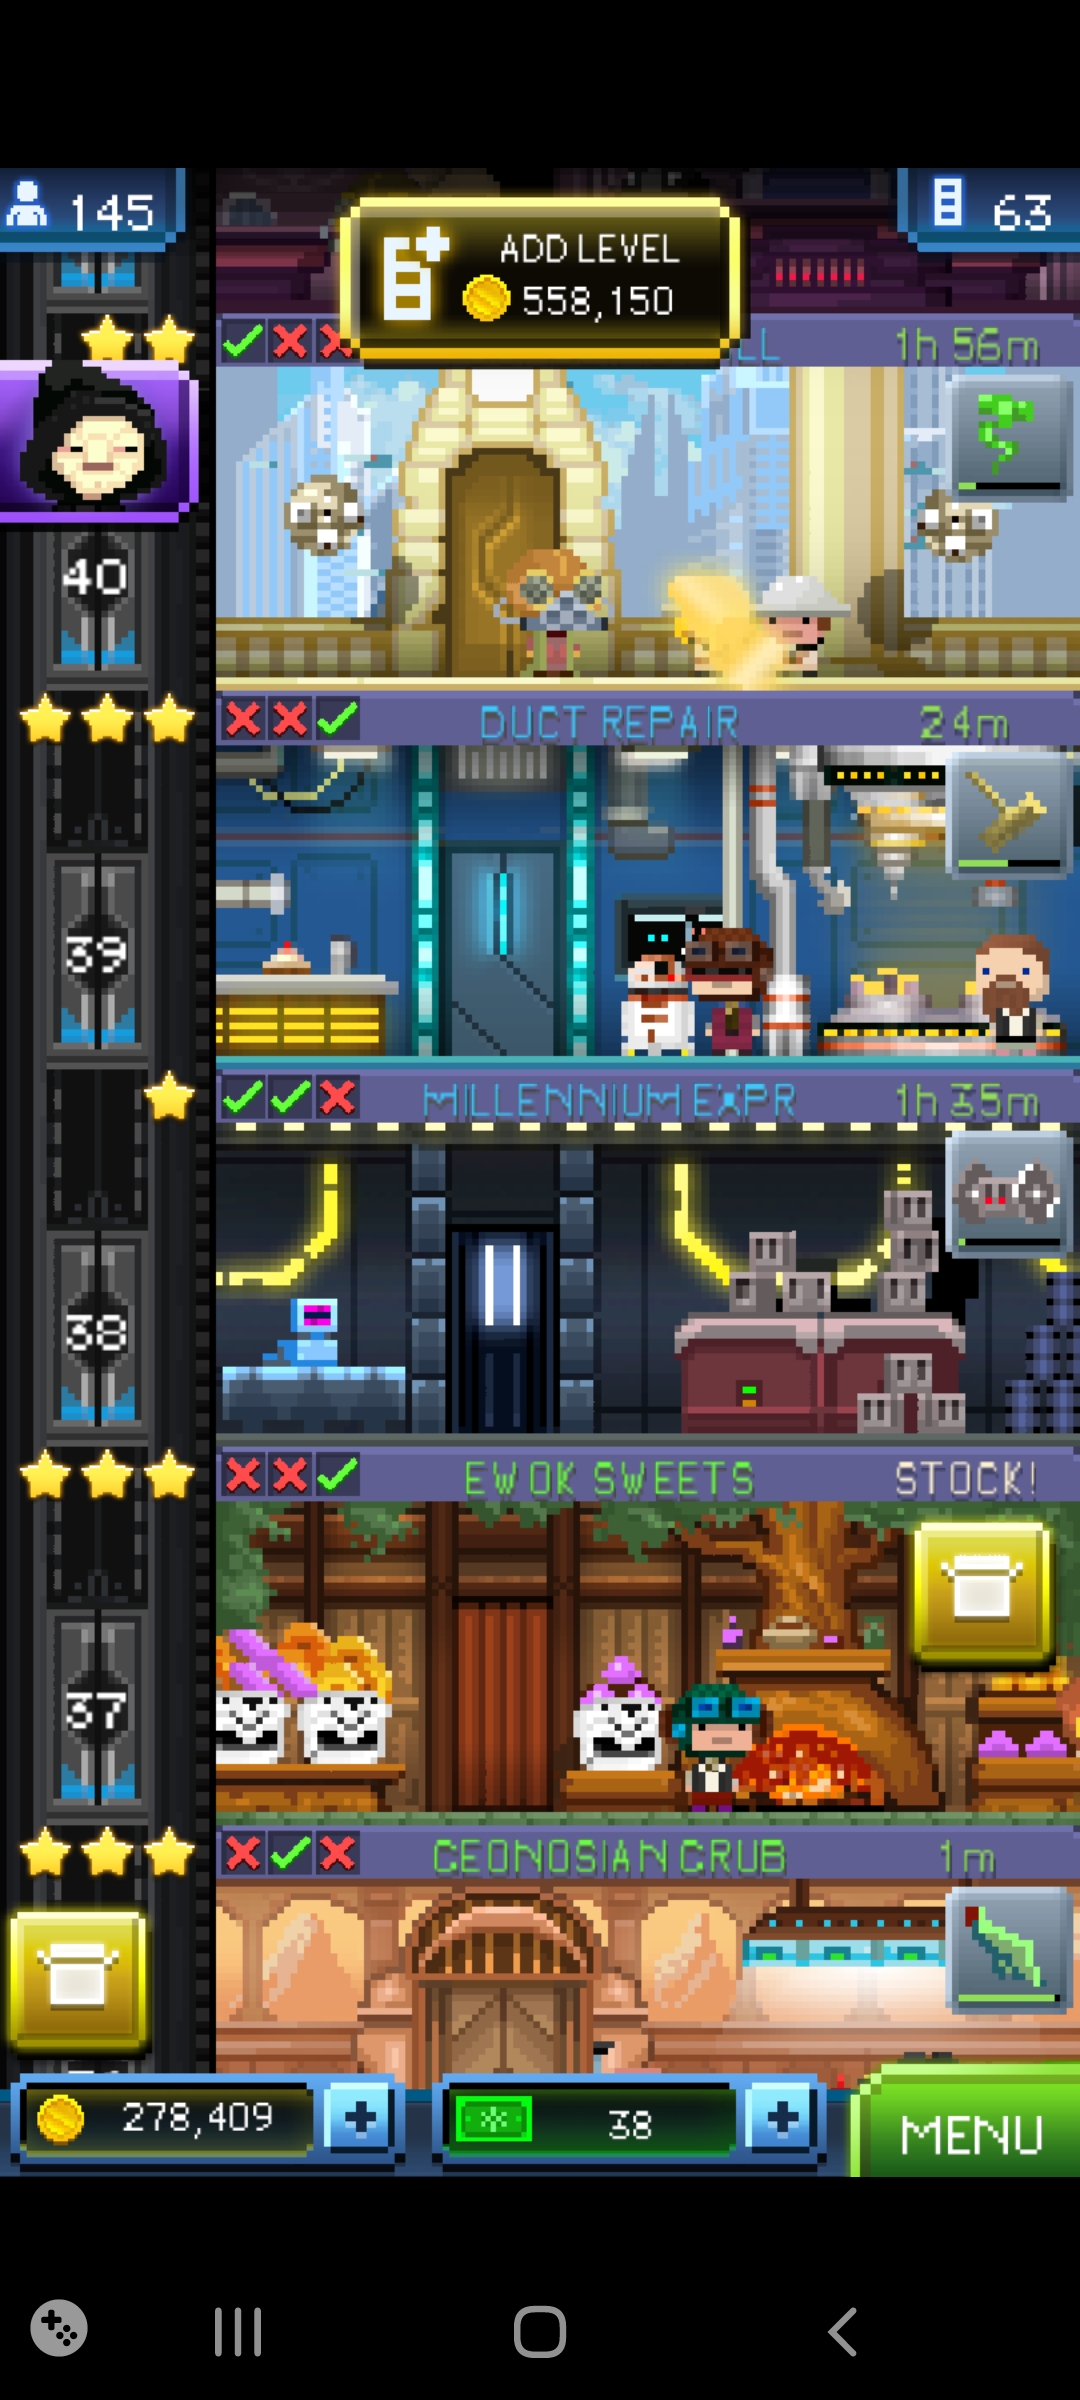 145
ADD LEVEL
558,150
63
LL
1h 56m
40
DUCT REPAIR
24m
39
MILLENNIUM EXPR
1h 35m
38
EWOK SWEETS
STOCK!
37
GEONOSIAN GRUB
1m
278,409
38
MENU